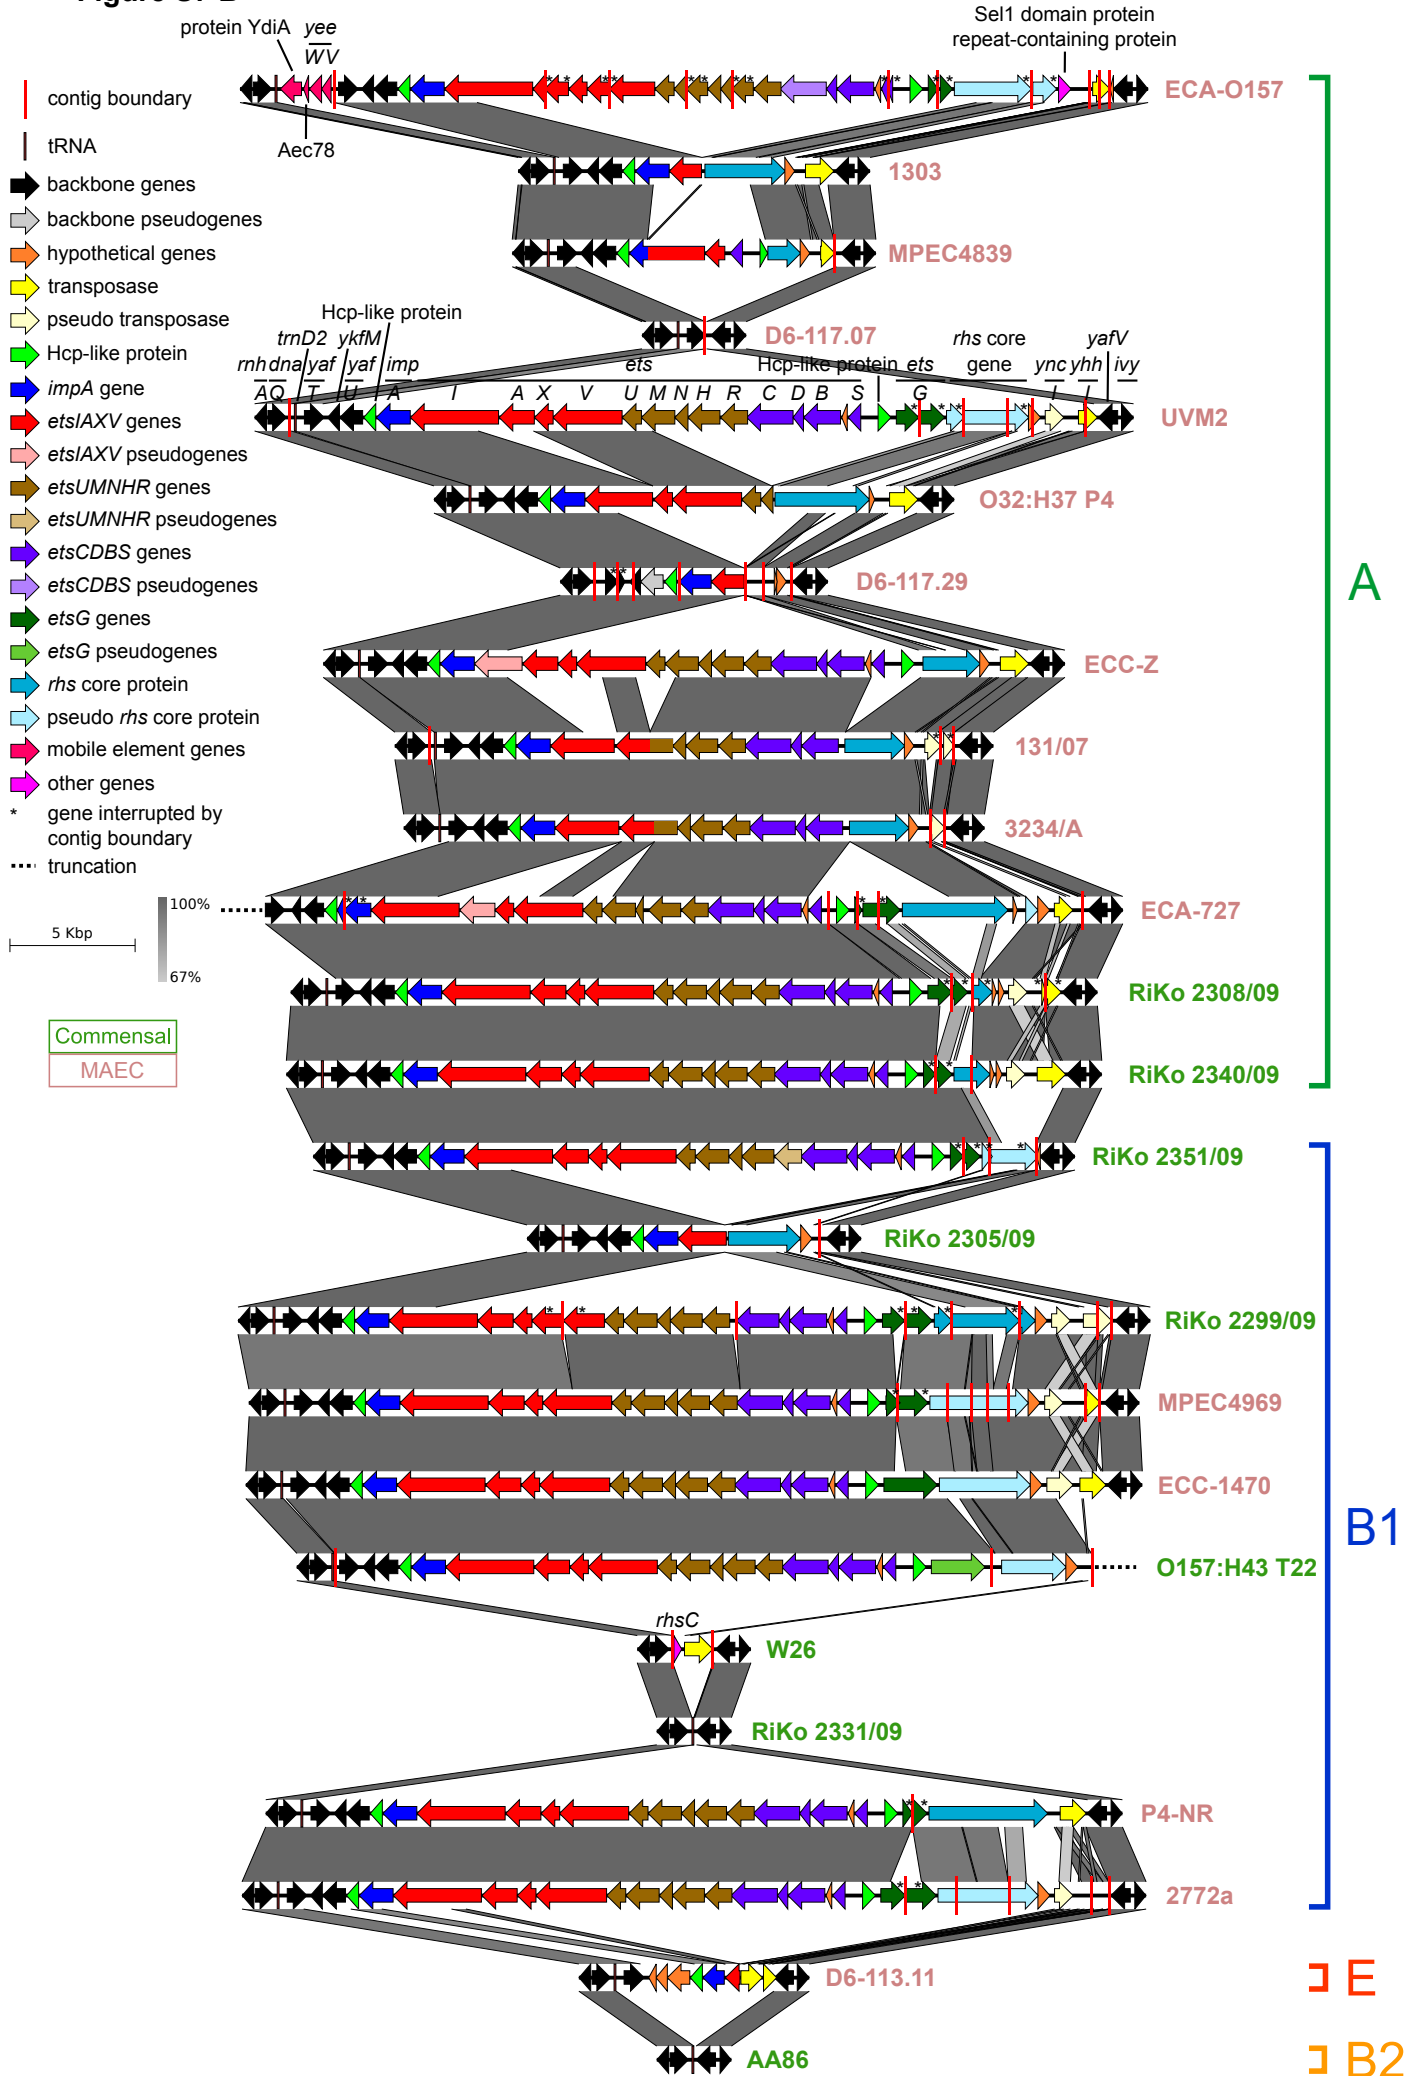 Figure S7 B
protein YdiA
yee
W V
Sel1 domain protein
repeat-containing protein
Aec78
ECA-O157
contig boundary
tRNA
backbone genes
backbone pseudogenes
hypothetical genes
transposase
pseudo transposase
Hcp-like protein
impA gene
etsIAXV genes
etsIAXV pseudogenes
etsUMNHR genes
etsUMNHR pseudogenes
etsCDBS genes
etsCDBS pseudogenes
etsG genes
etsG pseudogenes
rhs core protein
pseudo rhs core protein
mobile element genes
other genes
* gene interrupted by
contig boundary
truncation
100%
67%
5 Kbp
Commensal
MAEC
1303
MPEC4839
D6-117.07
Hcp-like protein
trnD2 ykfM
rnh dna yaf yaf imp ets Hcp-like protein ets rhs core gene ync yhh yafV ivy
A Q T U A I A X V U M N H R C D B S G I I
UVM2
O32:H37 P4
D6-117.29
ECC-Z
131/07
3234/A
ECA-727
RiKo 2308/09
RiKo 2340/09
A
RiKo 2351/09
RiKo 2305/09
RiKo 2299/09
MPEC4969
ECC-1470
O157:H43 T22
rhsC
W26
RiKo 2331/09
P4-NR
2772a
B1
D6-113.11
E
AA86
B2